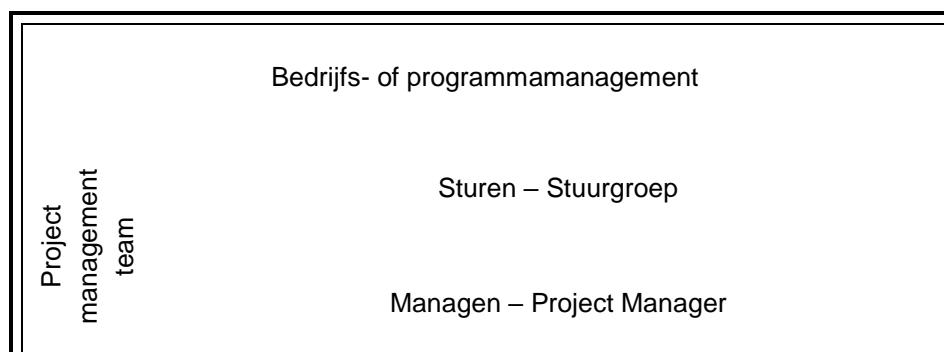 Bedrijfs- of programmamanagement
Sturen – Stuurgroep
Project
management
team
Managen – Project Manager